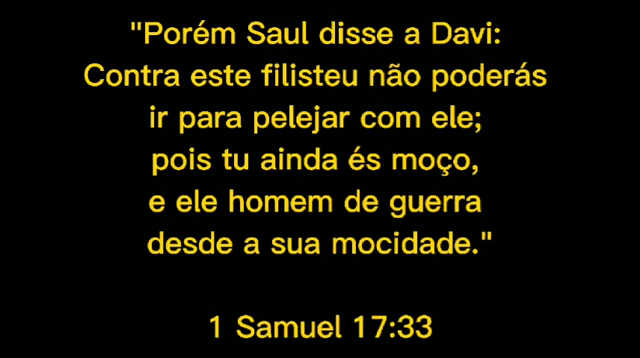 "Porém Saul disse a Davi:
Contra este filisteu não poderás
ir para pelejar com ele;
pois tu ainda és moço,
e ele homem de guerra
desde a sua mocidade."
1 Samuel 17:33